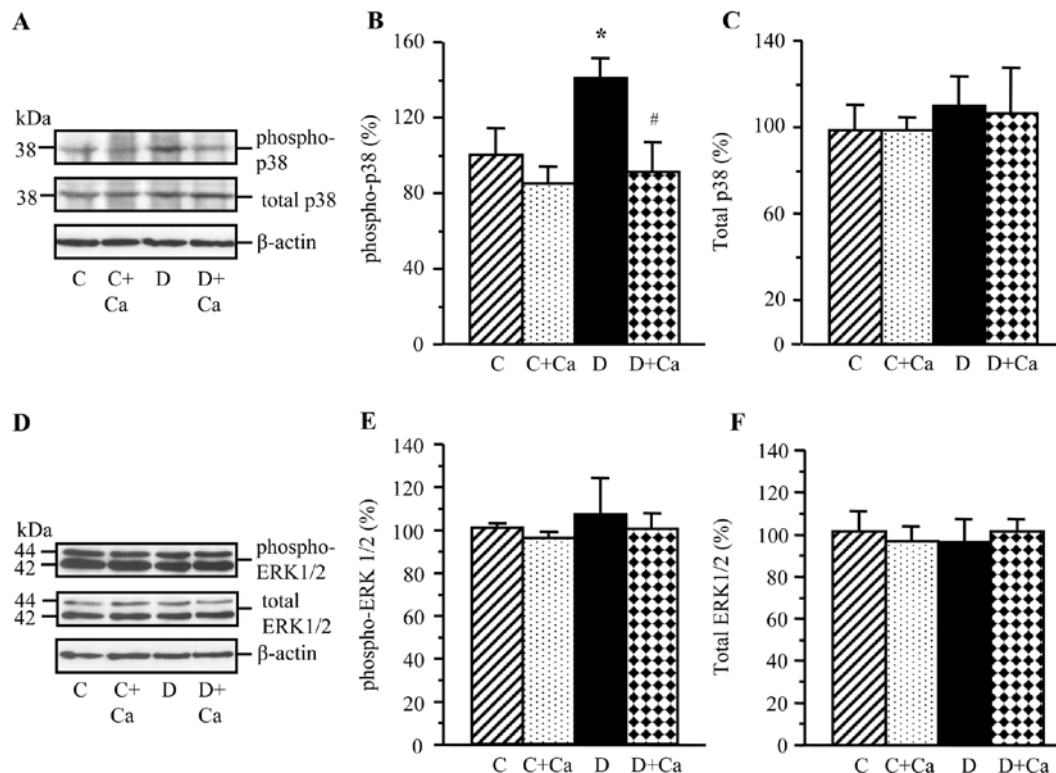 A
kDa
38
phospho-
p38
38
total p38
β-actin
C C+ D D+
Ca Ca
B
phospho-p38 (%)
160
120
80
40
0
*
#
C C+Ca D D+Ca
C
Total p38 (%)
140
100
60
20
0
C C+Ca D D+Ca
D
kDa
44
42
phospho-
ERK1/2
44
42
total
ERK1/2
β-actin
C C+ D D+
Ca Ca
E
phospho-ERK 1/2 (%)
140
120
100
80
60
40
20
0
C C+Ca D D+Ca
F
Total ERK1/2 (%)
140
120
100
80
60
40
20
0
C C+Ca D D+Ca